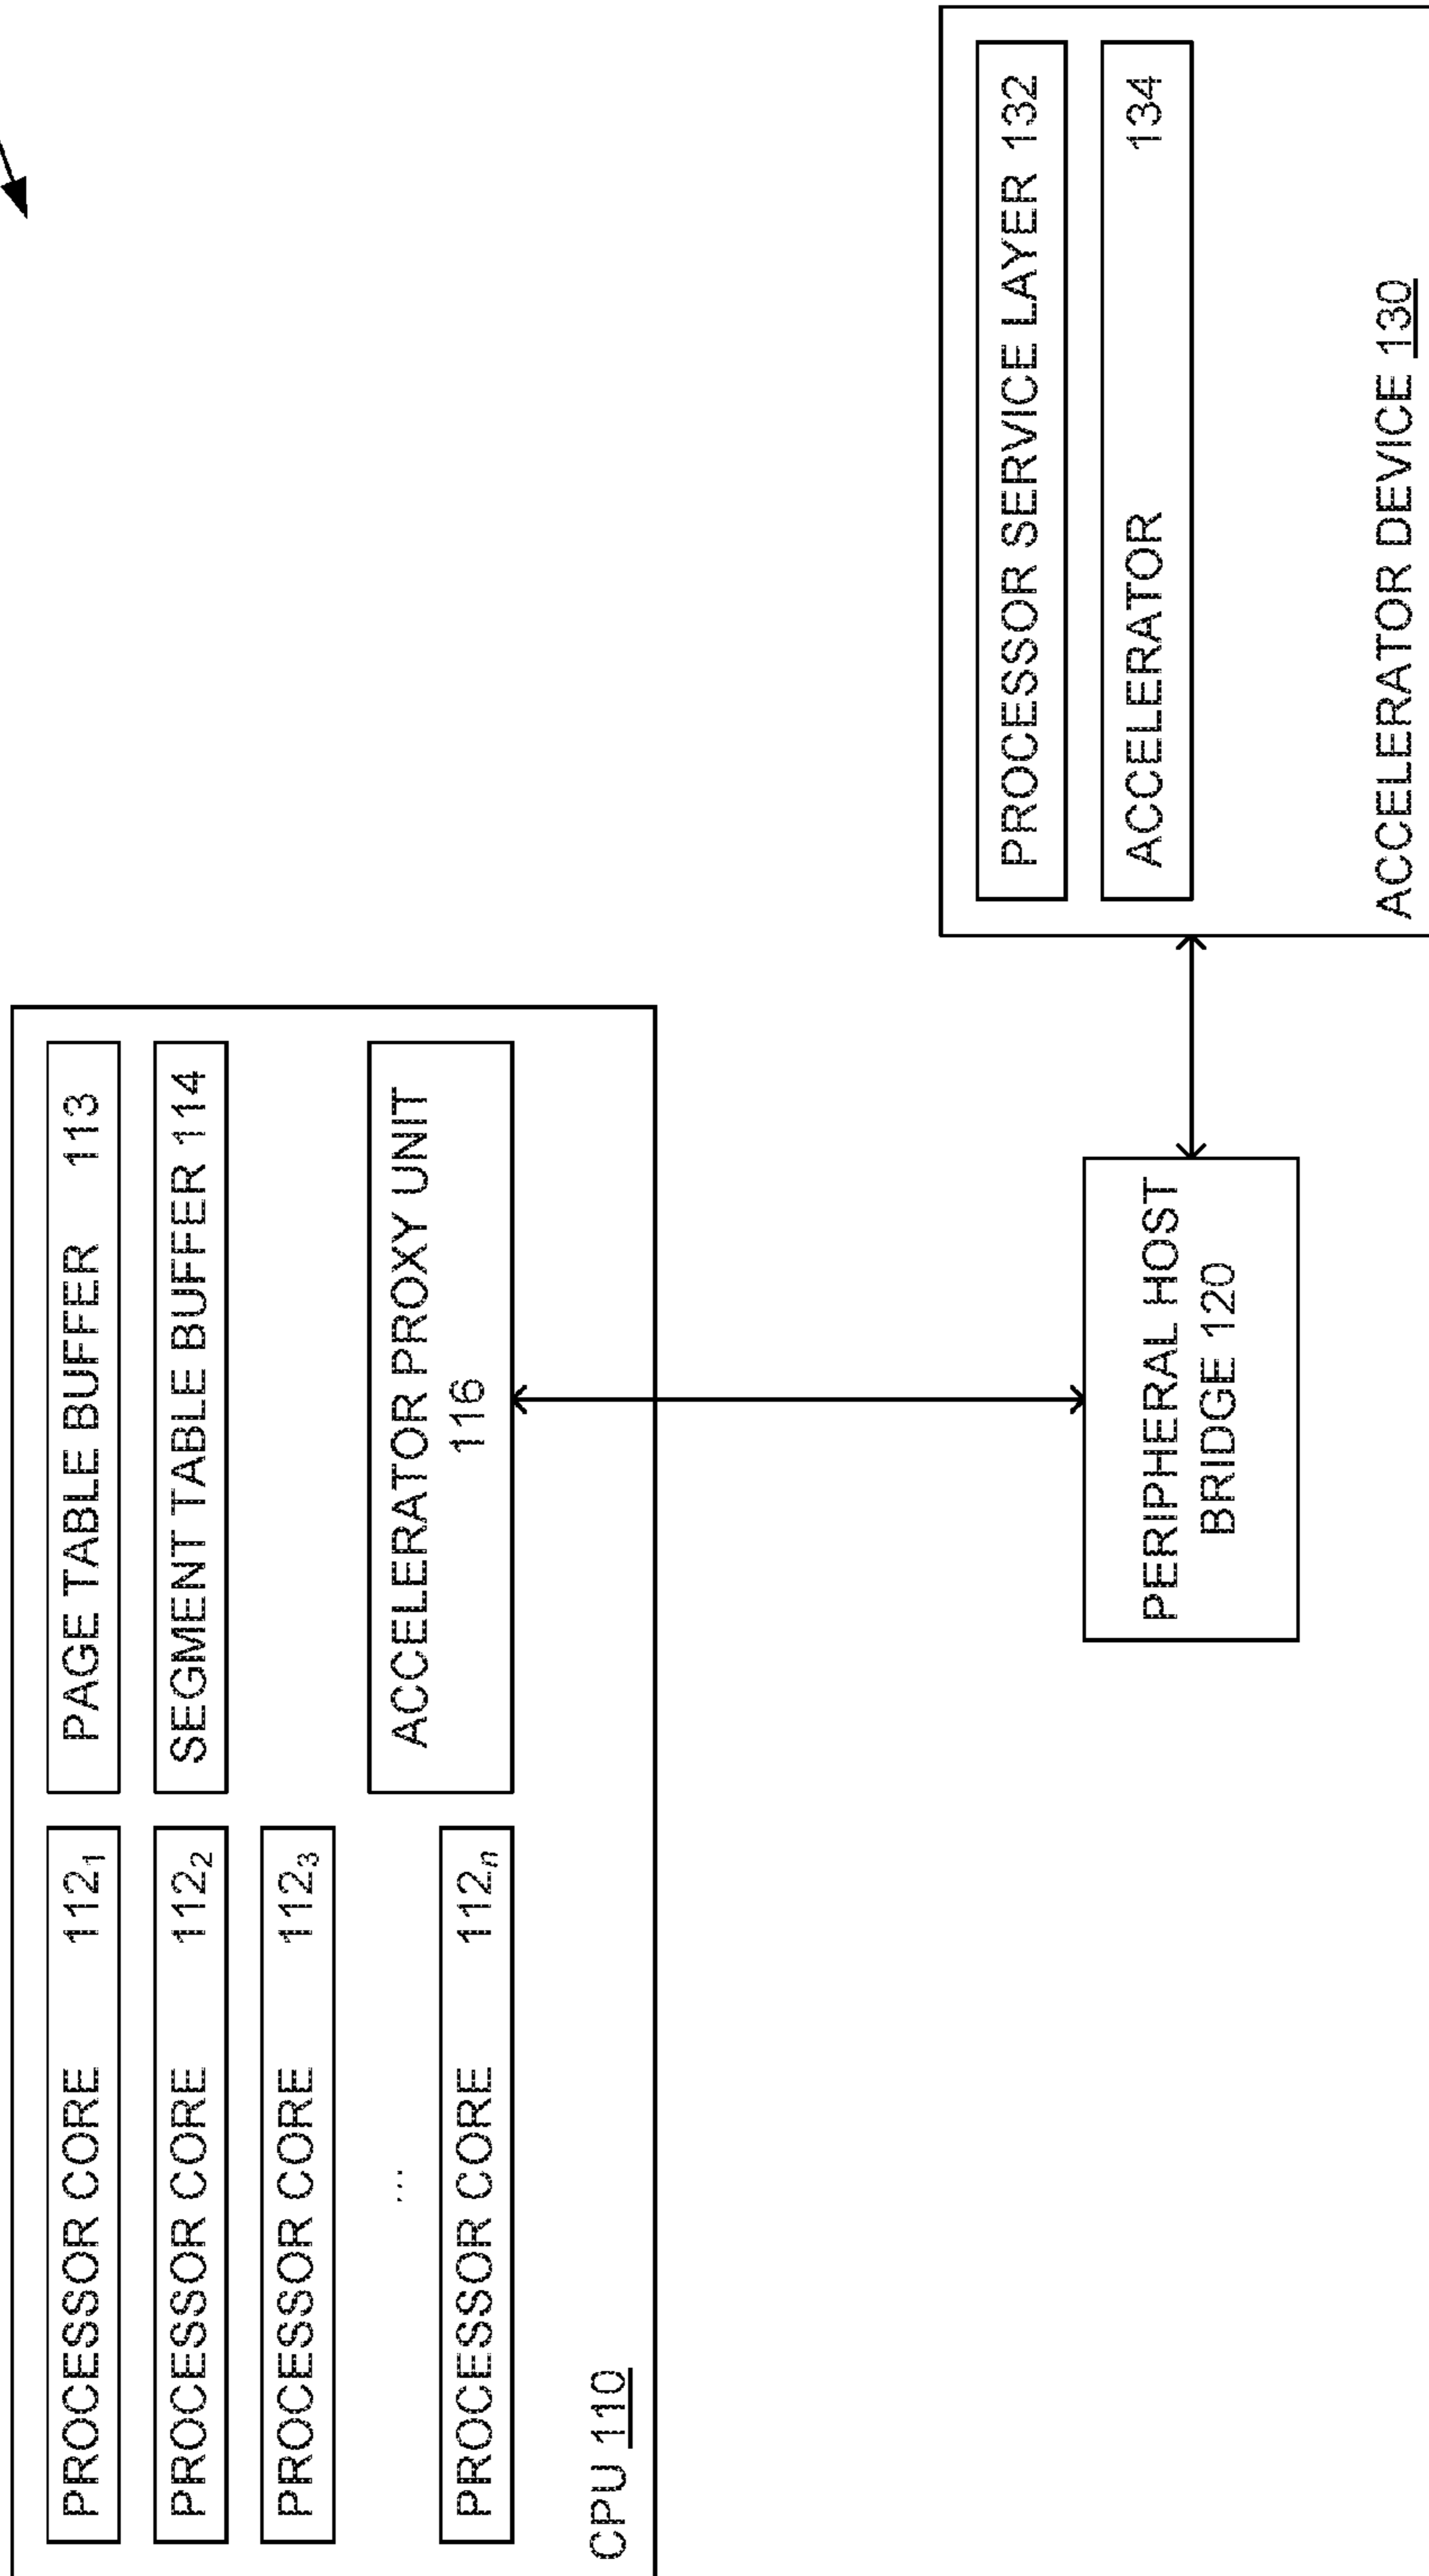 PROCESSOR CORE 112₁
PROCESSOR CORE 112₂
PROCESSOR CORE 112₃
...
PROCESSOR CORE 112ₙ
CPU 110
PAGE TABLE BUFFER 113
SEGMENT TABLE BUFFER 114
ACCELERATOR PROXY UNIT
116
PERIPHERAL HOST
BRIDGE 120
PROCESSOR SERVICE LAYER 132
ACCELERATOR 134
ACCELERATOR DEVICE 130